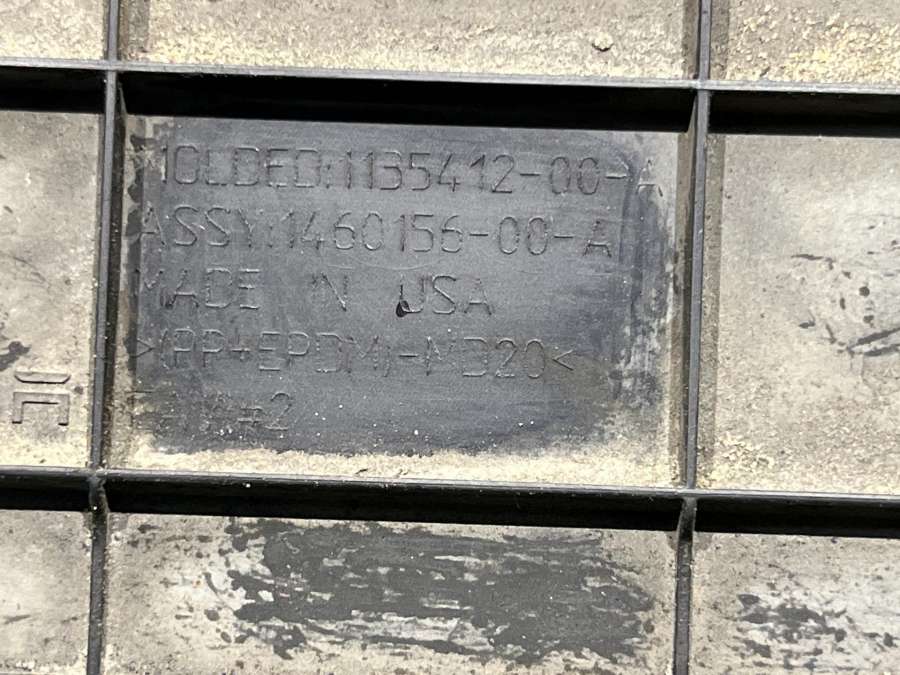 MOLDED:1135412-00-A
ASSY:1460156-00-A
MADE IN USA
>(PP+EPDM)-MD20<